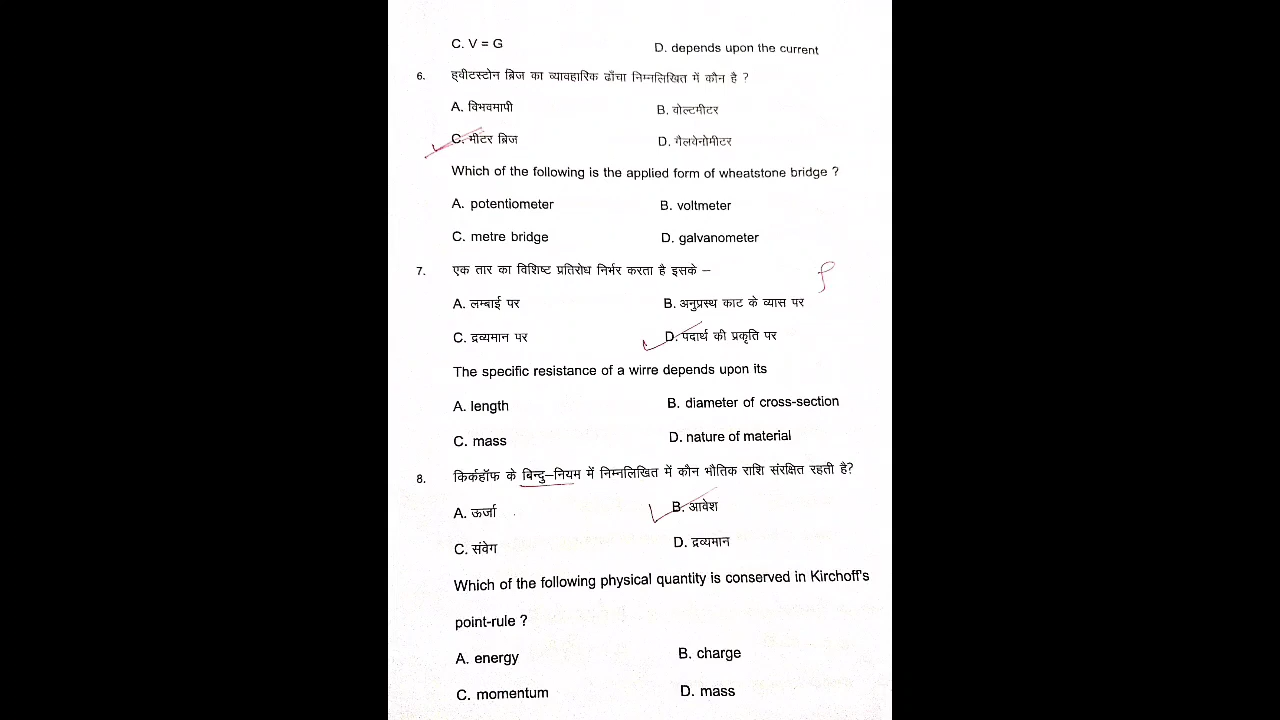 C. V = G D. depends upon the current
6. ह्वीटस्टोन ब्रिज का व्यावहारिक ढाँचा निम्नलिखित में कौन है ?
A. विभवमापी B. वोल्टमीटर
C. मीटर ब्रिज D. गैलवेनोमीटर
Which of the following is the applied form of wheatstone bridge ?
A. potentiometer B. voltmeter
C. metre bridge D. galvanometer
7. एक तार का विशिष्ट प्रतिरोध निर्भर करता है इसके –
A. लम्बाई पर B. अनुप्रस्थ काट के व्यास पर
C. द्रव्यमान पर D. पदार्थ की प्रकृति पर
The specific resistance of a wirre depends upon its
A. length B. diameter of cross-section
C. mass D. nature of material
8. किर्कहॉफ के बिन्दु–नियम में निम्नलिखित में कौन भौतिक राशि संरक्षित रहती है?
A. ऊर्जा B. आवेश
C. संवेग D. द्रव्यमान
Which of the following physical quantity is conserved in Kirchoff's
point-rule ?
A. energy B. charge
C. momentum D. mass